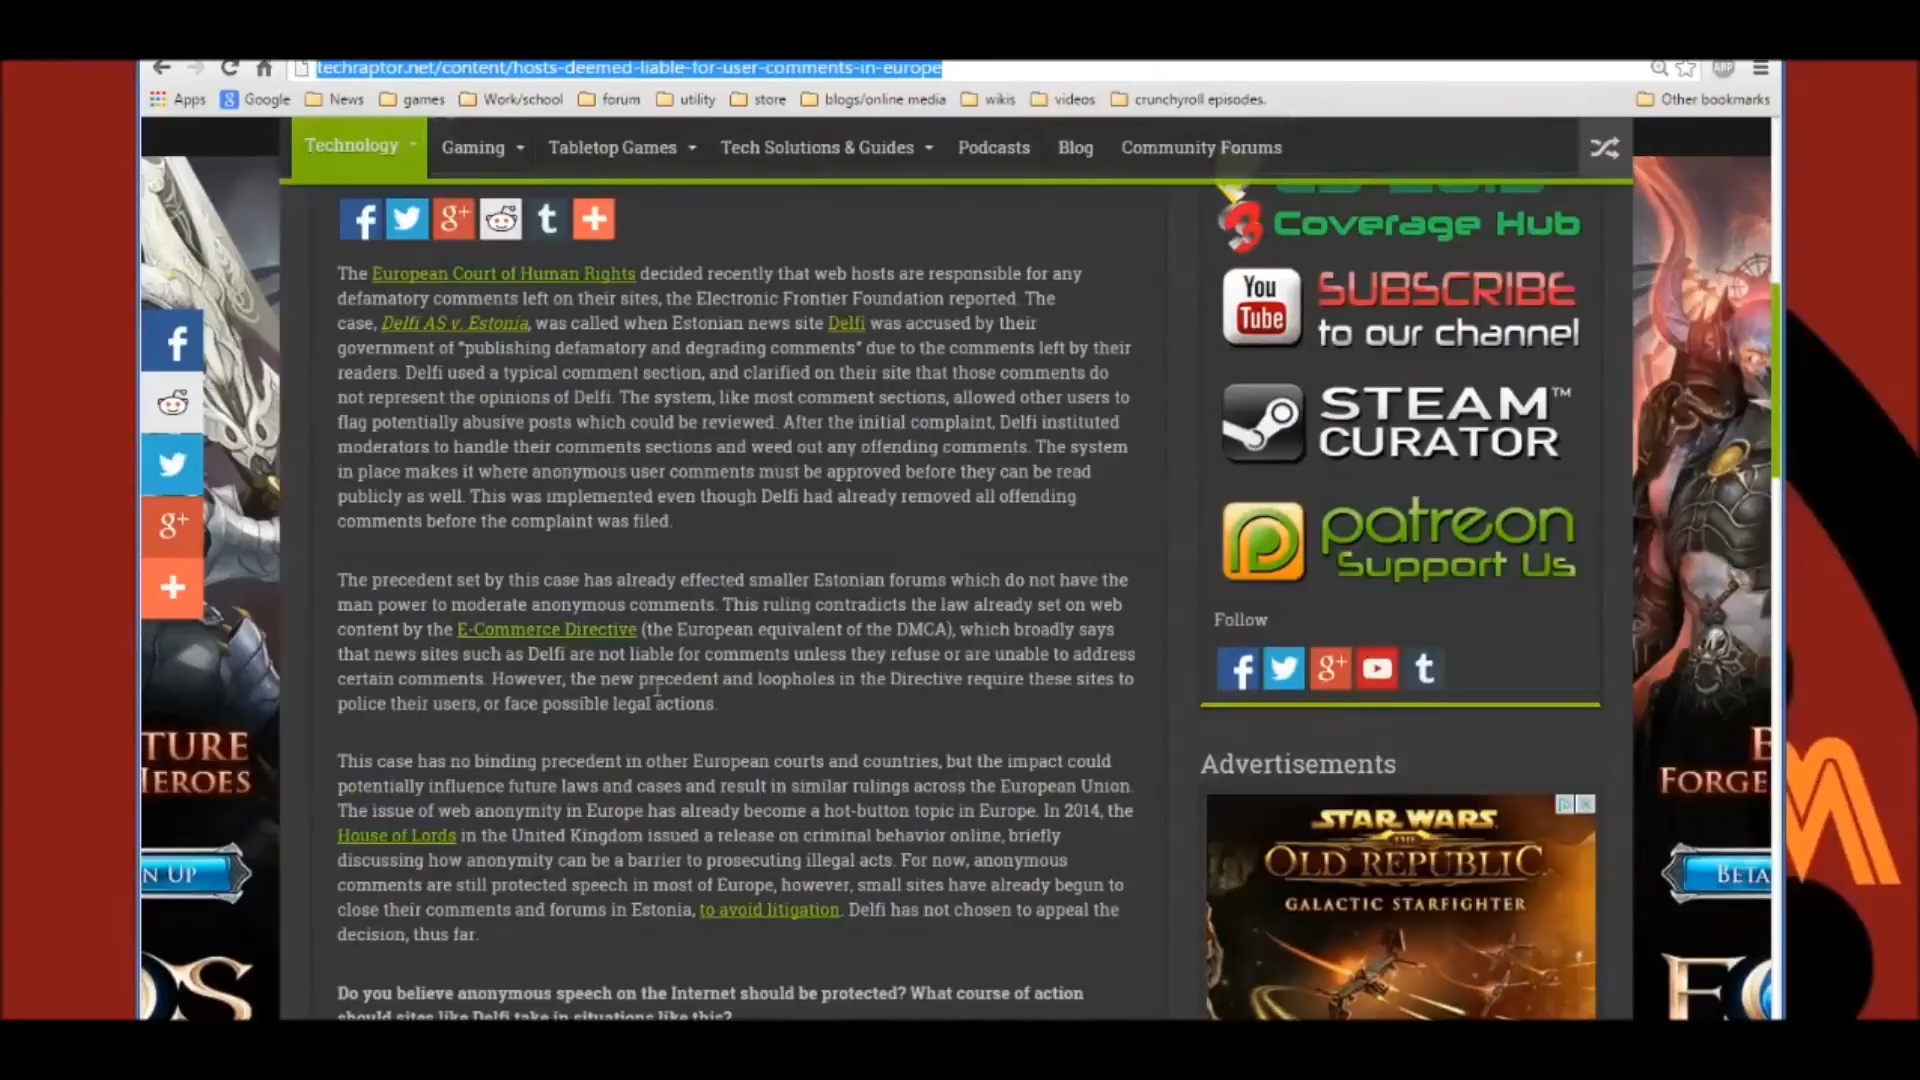 techraptor.net/content/hosts-deemed-liable-for-user-comments-in-europe
ABP
Apps Google News games Work/school forum utility store blogs/online media wikis videos crunchyroll episodes. Other bookmarks
Technology Gaming Tabletop Games Tech Solutions & Guides Podcasts Blog Community Forums
The European Court of Human Rights decided recently that web hosts are responsible for any
defamatory comments left on their sites, the Electronic Frontier Foundation reported. The
case, Delfi AS v. Estonia, was called when Estonian news site Delfi was accused by their
government of "publishing defamatory and degrading comments" due to the comments left by their
readers. Delfi used a typical comment section, and clarified on their site that those comments do
not represent the opinions of Delfi. The system, like most comment sections, allowed other users to
flag potentially abusive posts which could be reviewed. After the initial complaint, Delfi instituted
moderators to handle their comments sections and weed out any offending comments. The system
in place makes it where anonymous user comments must be approved before they can be read
publicly as well. This was implemented even though Delfi had already removed all offending
comments before the complaint was filed.
The precedent set by this case has already effected smaller Estonian forums which do not have the
man power to moderate anonymous comments. This ruling contradicts the law already set on web
content by the E-Commerce Directive (the European equivalent of the DMCA), which broadly says
that news sites such as Delfi are not liable for comments unless they refuse or are unable to address
certain comments. However, the new precedent and loopholes in the Directive require these sites to
police their users, or face possible legal actions.
This case has no binding precedent in other European courts and countries, but the impact could
potentially influence future laws and cases and result in similar rulings across the European Union.
The issue of web anonymity in Europe has already become a hot-button topic in Europe. In 2014, the
House of Lords in the United Kingdom issued a release on criminal behavior online, briefly
discussing how anonymity can be a barrier to prosecuting illegal acts. For now, anonymous
comments are still protected speech in most of Europe, however, small sites have already begun to
close their comments and forums in Estonia, to avoid litigation. Delfi has not chosen to appeal the
decision, thus far.
Do you believe anonymous speech on the Internet should be protected? What course of action
should sites like Delfi take in situations like this?
Coverage Hub
You
Tube
SUBSCRIBE
to our channel
STEAM™
CURATOR
patreon
Support Us
Follow
Advertisements
STAR WARS
THE
OLD REPUBLIC
GALACTIC STARFIGHTER
TURE
HEROES
N UP
OS
FORGE
BETA